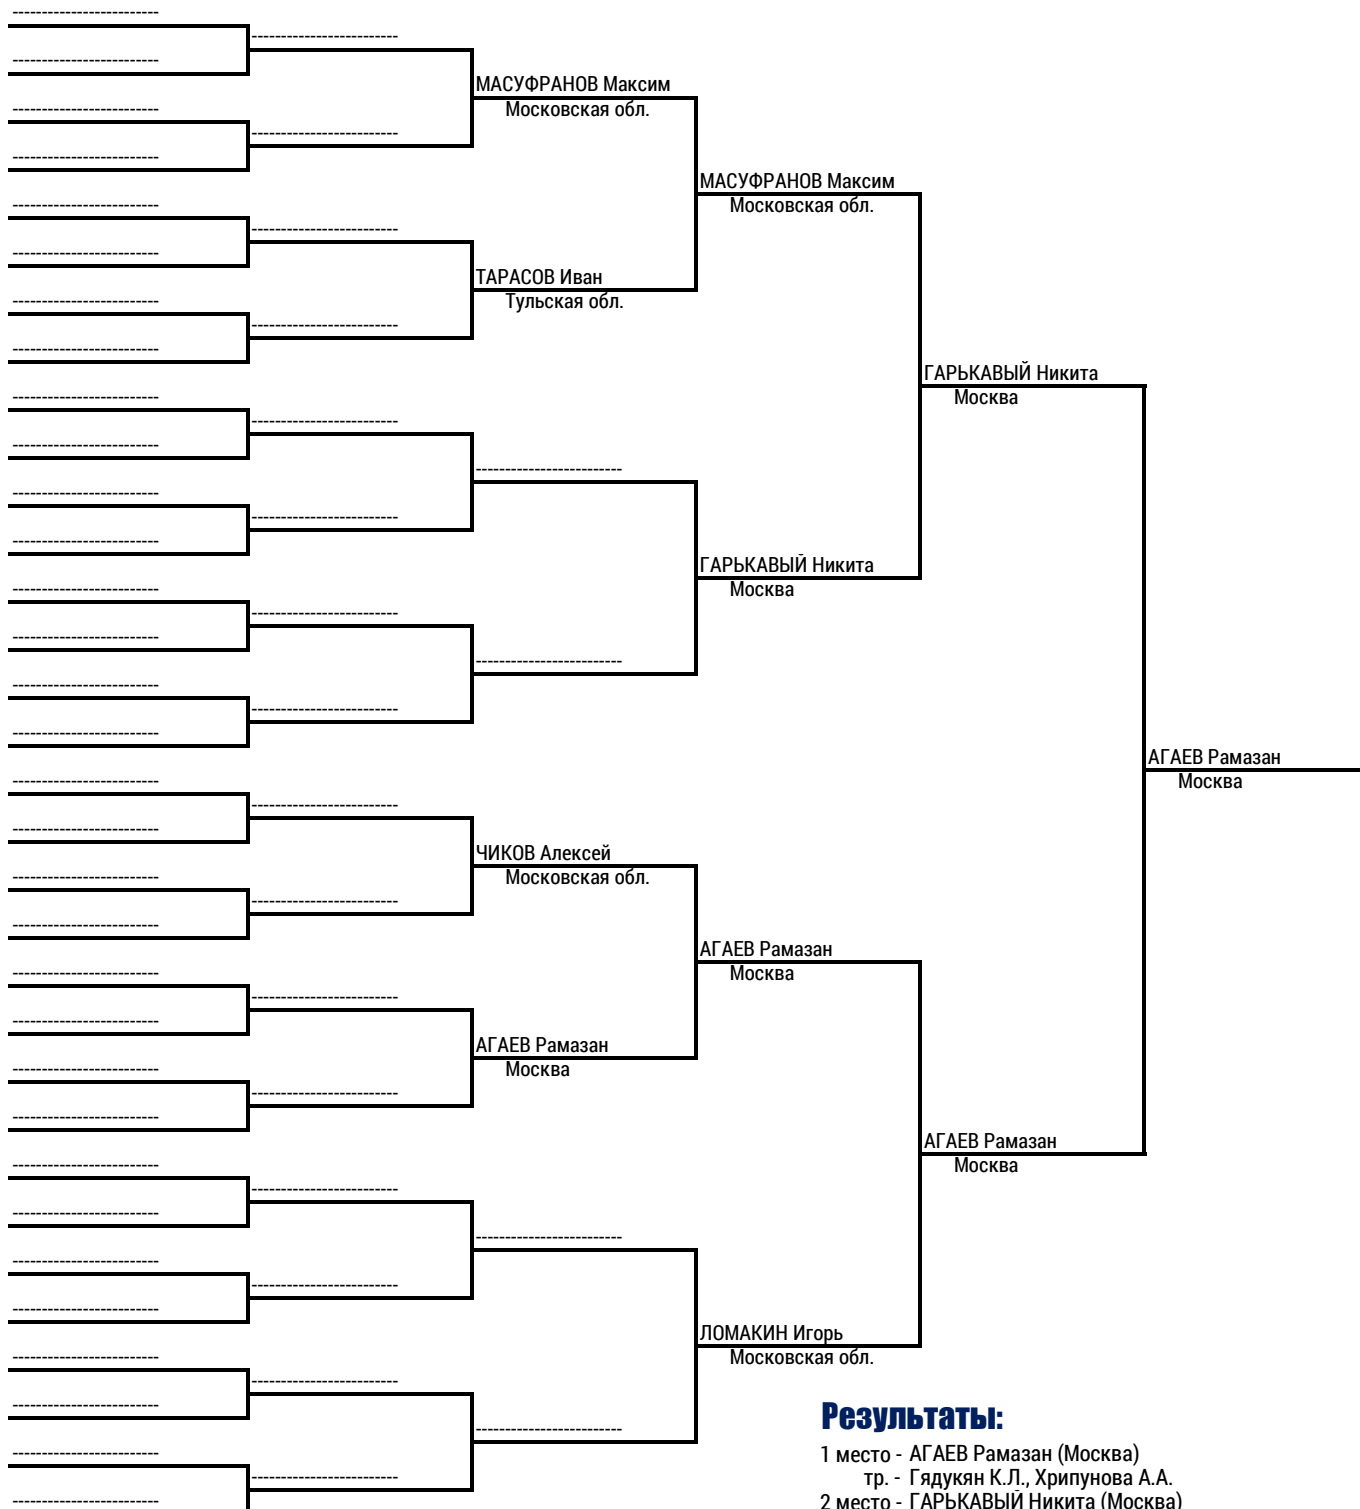 МАСУФРАНОВ Максим
Московская обл.
МАСУФРАНОВ Максим
Московская обл.
ТАРАСОВ Иван
Тульская обл.
ГАРЬКАВЫЙ Никита
Москва
ГАРЬКАВЫЙ Никита
Москва
АГАЕВ Рамазан
Москва
ЧИКОВ Алексей
Московская обл.
АГАЕВ Рамазан
Москва
АГАЕВ Рамазан
Москва
АГАЕВ Рамазан
Москва
ЛОМАКИН Игорь
Московская обл.
Результаты:
1 место - АГАЕВ Рамазан (Москва)
тр. - Гядукян К.Л., Хрипунова А.А.
2 место - ГАРЬКАВЫЙ Никита (Москва)